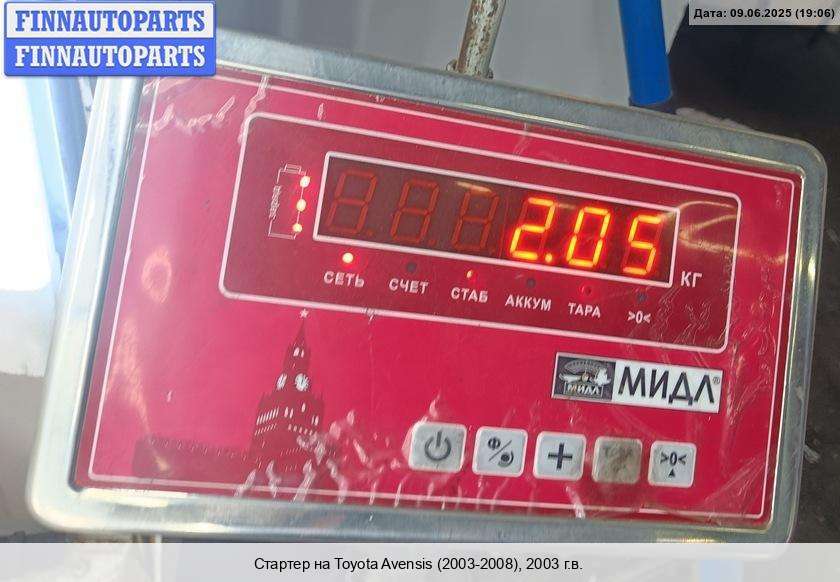 FINNAUTOPARTS
FINNAUTOPARTS
Дата: 09.06.2025 (19:06)
2.05
КГ
СЕТЬ СЧЕТ СТАБ АККУМ ТАРА >0<
МИДЛ
МИДЛ®
>0<
Стартер на Toyota Avensis (2003-2008), 2003 г.в.